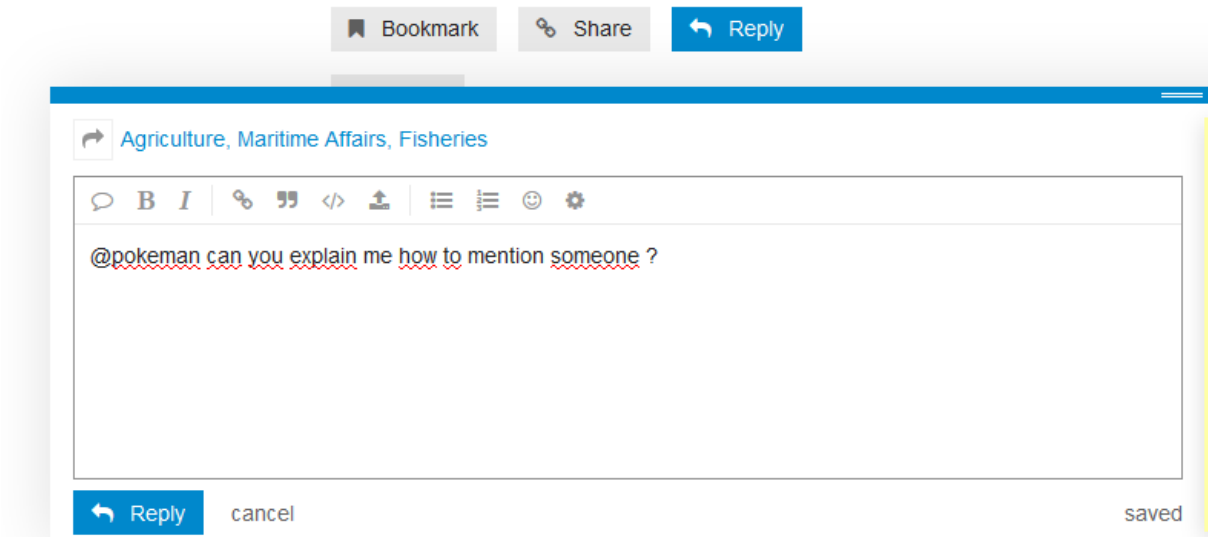 Bookmark Share Reply
Agriculture, Maritime Affairs, Fisheries
B I </>
@pokeman can you explain me how to mention someone ?
Reply cancel saved